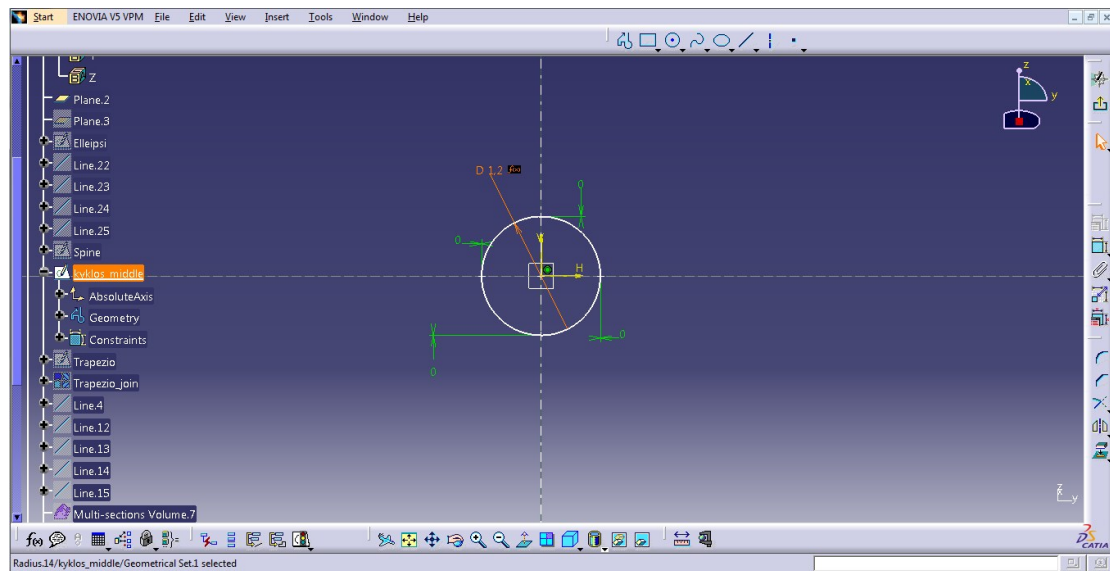 Start ENOVIA V5 VPM File Edit View Insert Tools Window Help
Z
Plane.2
Plane.3
Elleipsi
Line.22
Line.23
Line.24
Line.25
Spine
kyklos_middle
AbsoluteAxis
Geometry
Constraints
Trapezio
Trapezio_join
Line.4
Line.12
Line.13
Line.14
Line.15
Multi-sections Volume.7
D 1,2 f(x)
0
0
V
H
0
0
z
x
y
z
y
f(x)
CATIA
Radius.14/kyklos_middle/Geometrical Set.1 selected